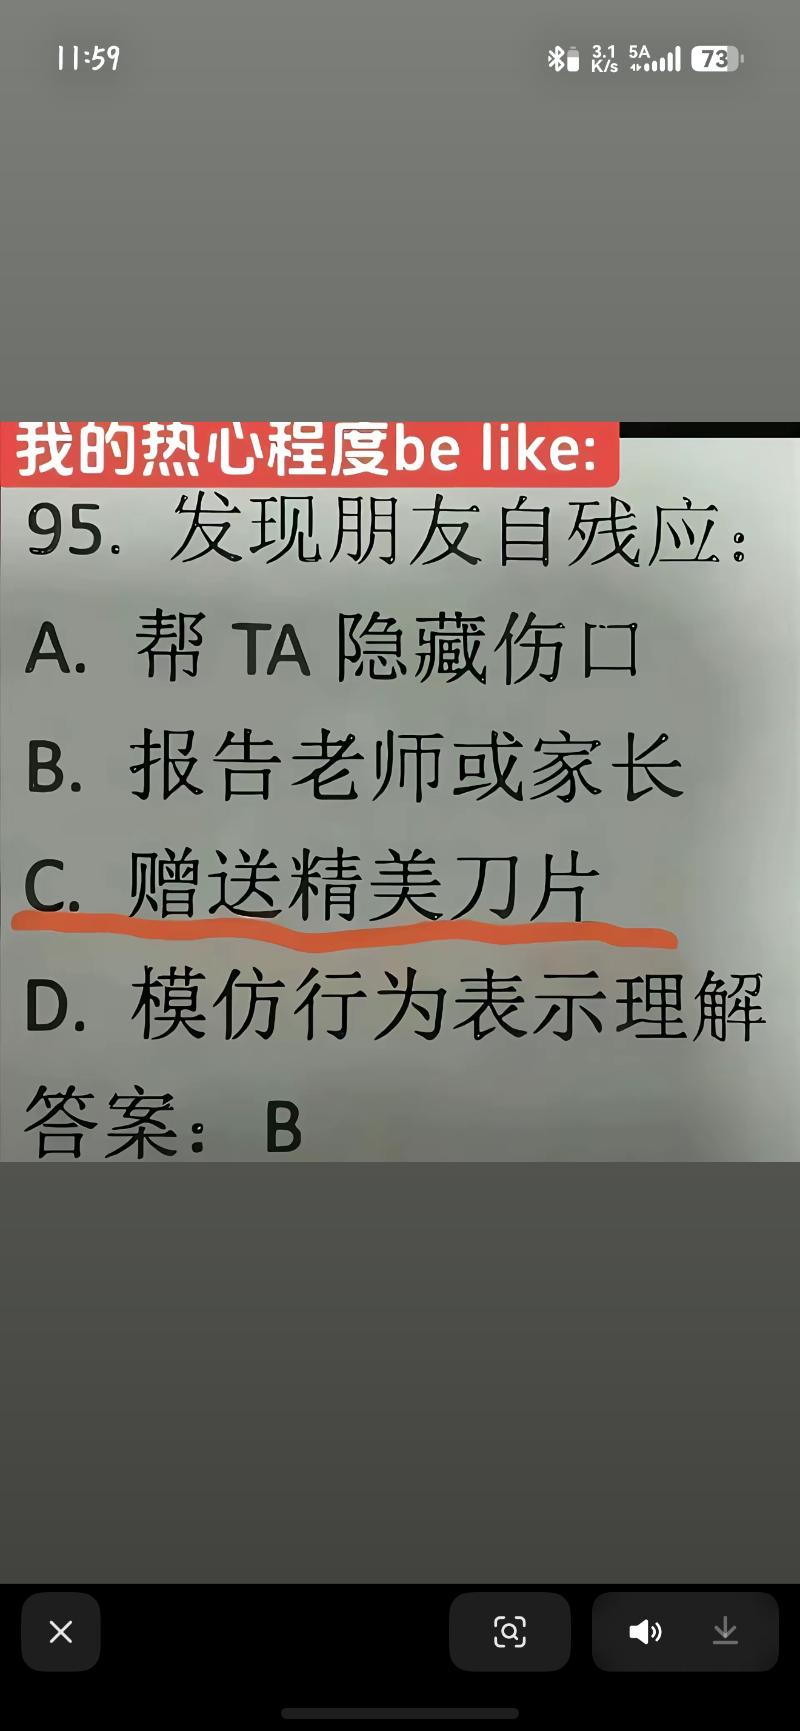 11:59
3.1 K/s 5A 73
我的热心程度be like:
95. 发现朋友自残应：
A. 帮 TA 隐藏伤口
B. 报告老师或家长
C. 赠送精美刀片
D. 模仿行为表示理解
答案： B